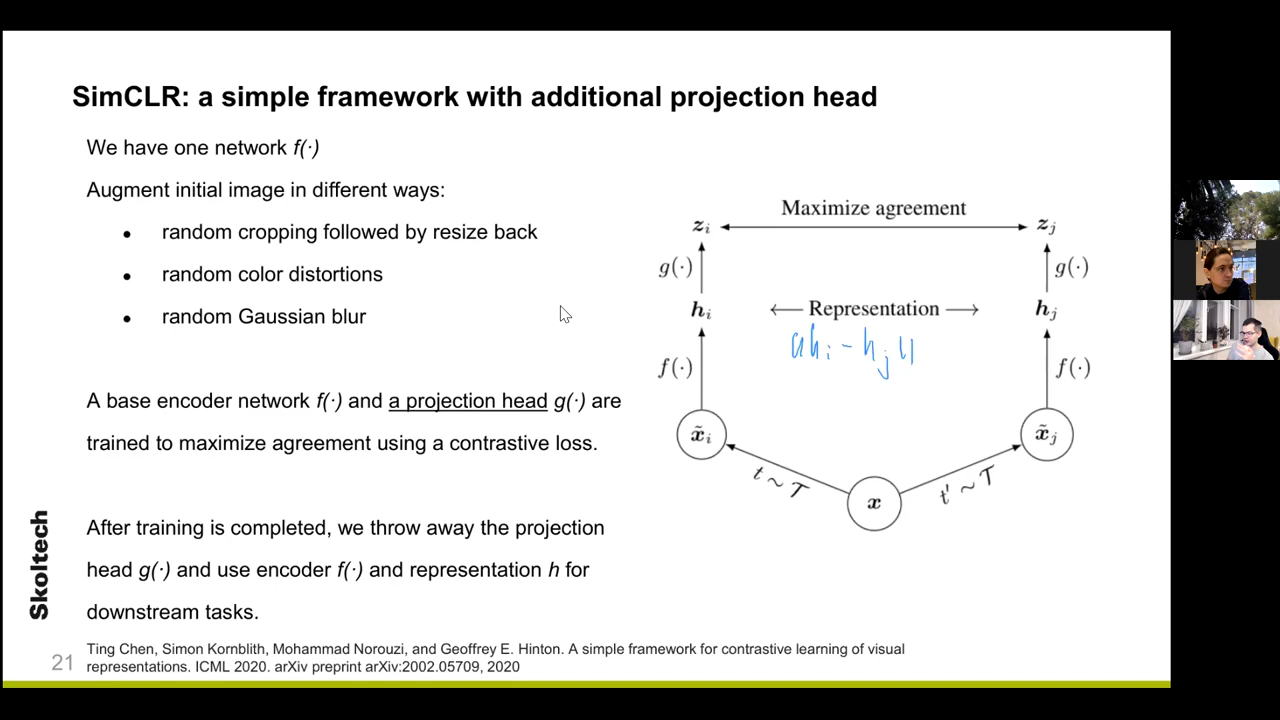 SimCLR: a simple framework with additional projection head
We have one network f(·)
Augment initial image in different ways:
● random cropping followed by resize back
● random color distortions
● random Gaussian blur
A base encoder network f(·) and a projection head g(·) are
trained to maximize agreement using a contrastive loss.
After training is completed, we throw away the projection
head g(·) and use encoder f(·) and representation h for
downstream tasks.
Maximize agreement
z_i z_j
g(·) g(·)
h_i ← Representation → h_j
‖h_i - h_j‖
f(·) f(·)
x̃_i x̃_j
t ~ T t' ~ T
x
Skoltech
21
Ting Chen, Simon Kornblith, Mohammad Norouzi, and Geoffrey E. Hinton. A simple framework for contrastive learning of visual
representations. ICML 2020. arXiv preprint arXiv:2002.05709, 2020